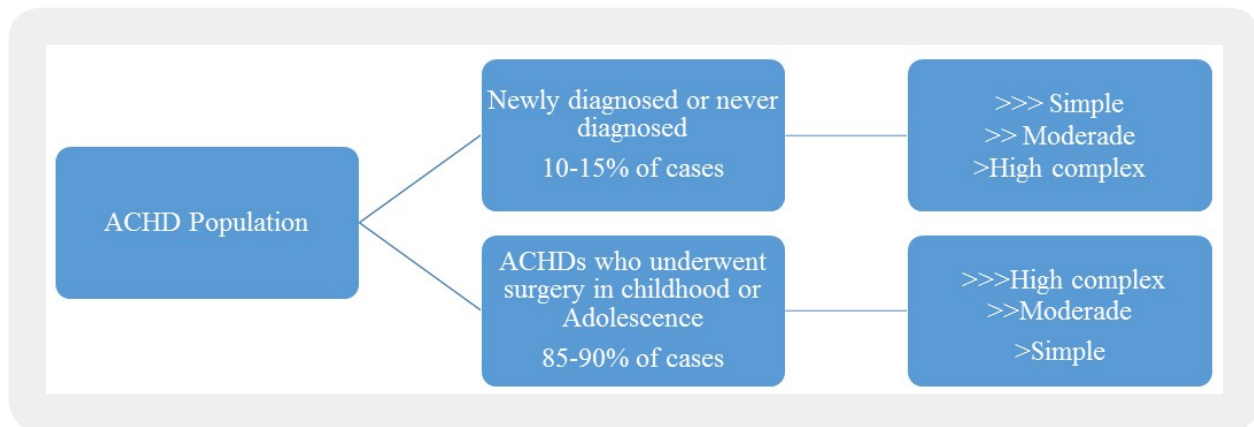 ACHD Population
Newly diagnosed or never
diagnosed
10-15% of cases
>>> Simple
>> Moderade
>High complex
ACHDs who underwent
surgery in childhood or
Adolescence
85-90% of cases
>>>High complex
>>Moderade
>Simple